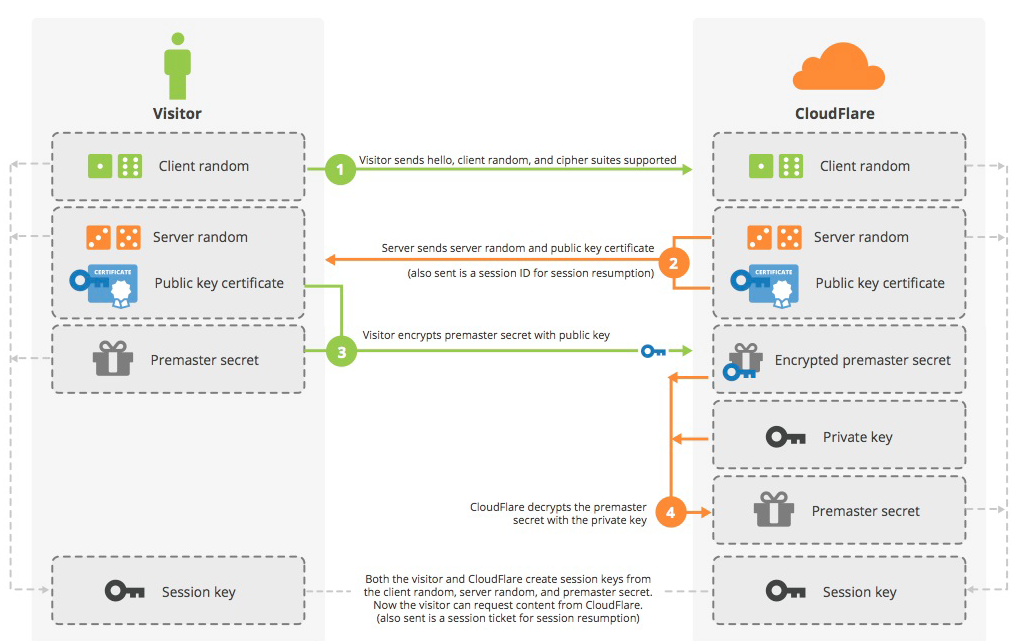 Visitor
CloudFlare
Client random
1
Visitor sends hello, client random, and cipher suites supported
Client random
Server random
Server sends server random and public key certificate
2
Server random
(also sent is a session ID for session resumption)
CERTIFICATE
Public key certificate
CERTIFICATE
Public key certificate
Visitor encrypts premaster secret with public key
3
Premaster secret
Encrypted premaster secret
Private key
CloudFlare decrypts the premaster
secret with the private key
4
Premaster secret
Session key
Both the visitor and CloudFlare create session keys from
the client random, server random, and premaster secret.
Now the visitor can request content from CloudFlare.
(also sent is a session ticket for session resumption)
Session key